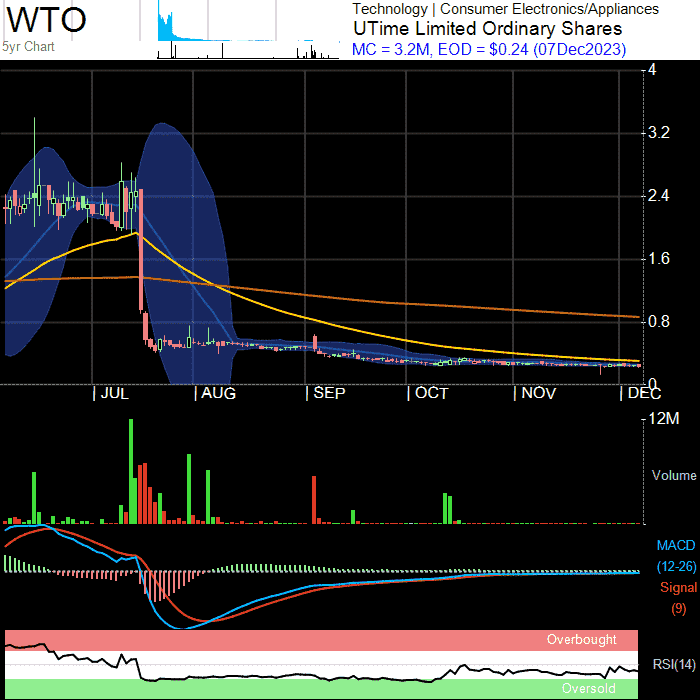 WTO
5yr Chart
Technology | Consumer Electronics/Appliances
UTime Limited Ordinary Shares
MC = 3.2M, EOD = $0.24 (07Dec2023)
4
3.2
2.4
1.6
0.8
0
| JUL | AUG | SEP | OCT | NOV | DEC
12M
Volume
MACD
(12-26)
Signal
(9)
Overbought
RSI(14)
Oversold